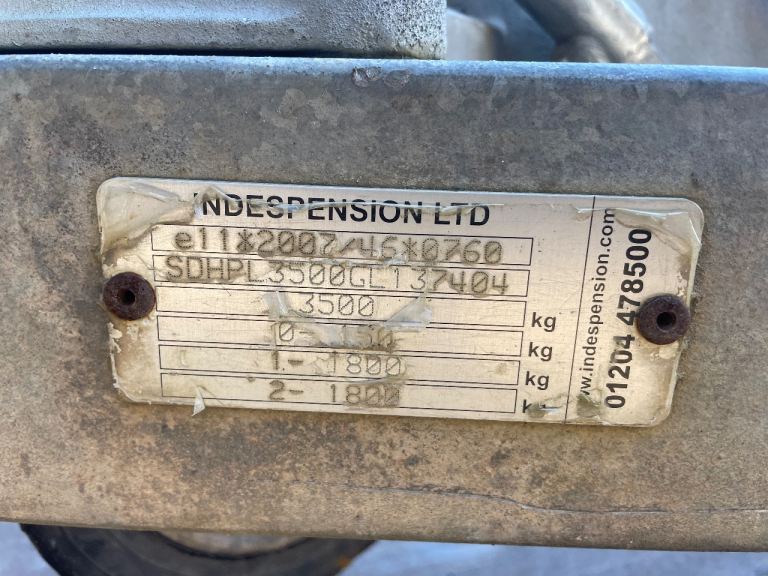 INDESPENSION LTD
e11*2007/46*0760
SDHPL3500GL137404
3500 kg
kg
1- 1800 kg
2- 1800
w.indespension.com
01204 478500